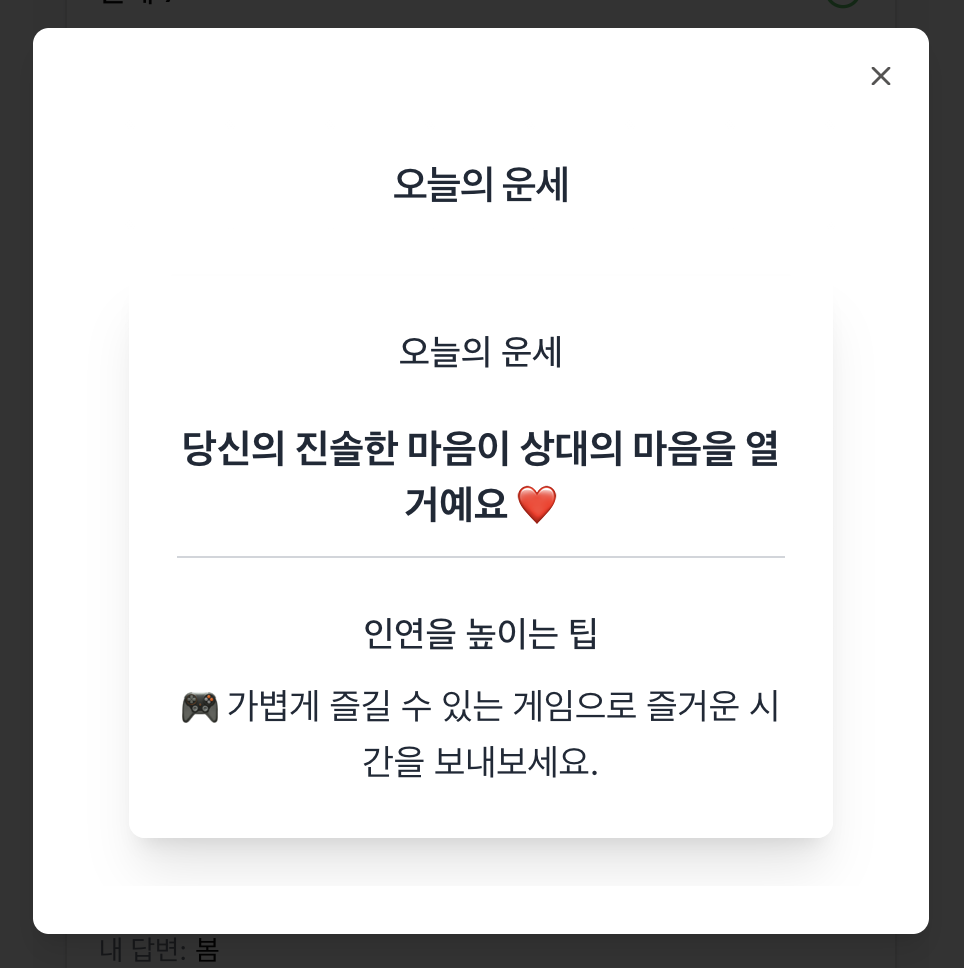 오늘의 운세
오늘의 운세
당신의 진솔한 마음이 상대의 마음을 열
거예요 ❤️
인연을 높이는 팁
🎮 가볍게 즐길 수 있는 게임으로 즐거운 시
간을 보내보세요.
내 답변: 봄